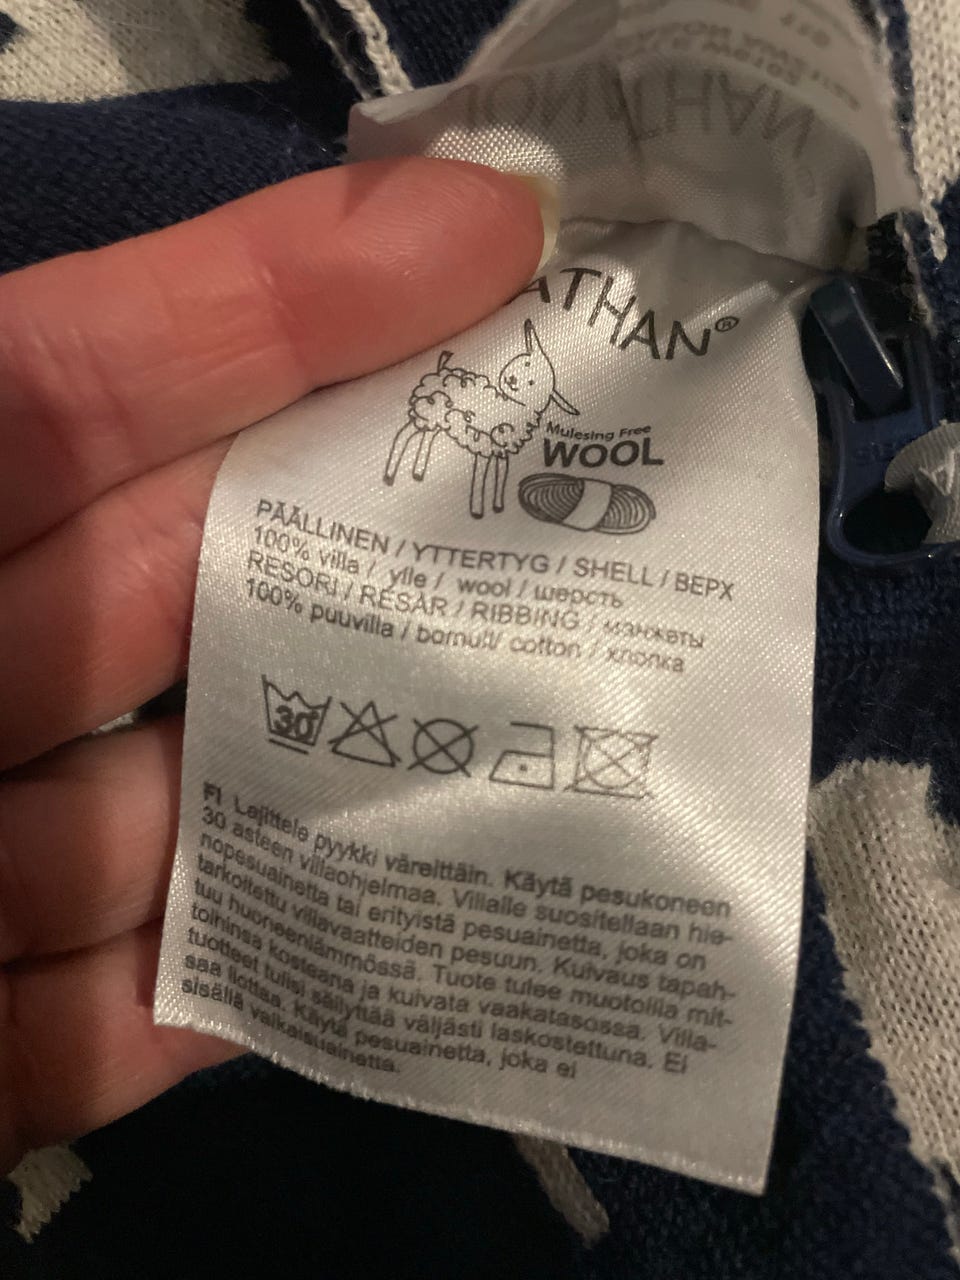 ATHAN®
Mulesing Free
WOOL
PÄÄLLINEN / YTTERTYG / SHELL / ВЕРХ
100% villa / ylle / wool / шерсть
RESORI / RESÅR / RIBBING / манжеты
100% puuvilla / bomull/ cotton / хлопка
30
FI Lajittele pyykki väreittäin. Käytä pesukoneen
30 asteen villaohjelmaa. Villalle suositellaan hie-
nopesuainetta tai erityistä pesuainetta, joka on
tarkoitettu villavaatteiden pesuun. Kuivaus tapah-
tuu huoneenlämmössä. Tuote tulee muotoilla mit-
toihinsa kosteana ja kuivata vaakatasossa. Villa-
tuotteet tulisi säilyttää väljästi laskostettuna. Ei
saa liottaa. Käytä pesuainetta, joka ei
sisällä valkaisuainetta.